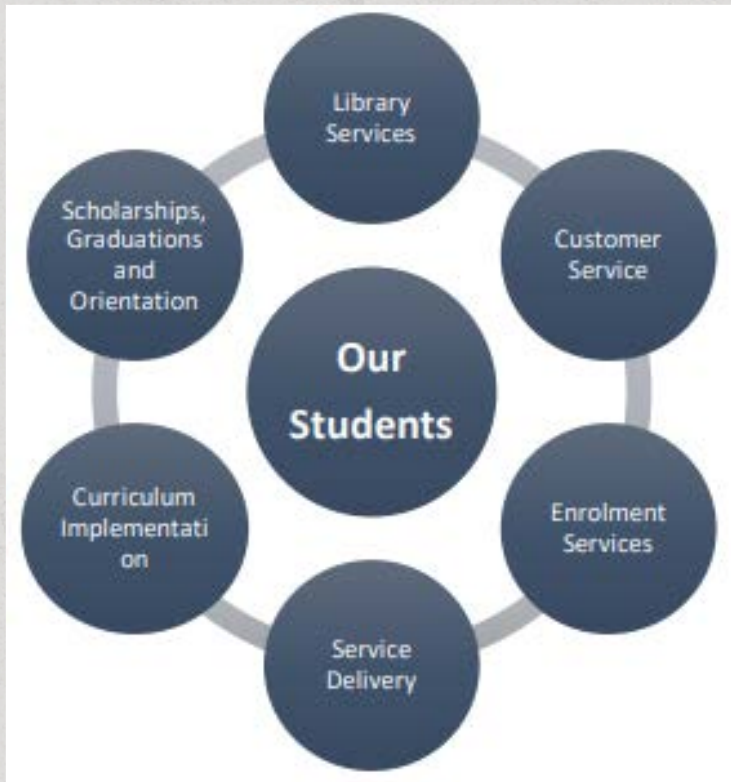 Library
Services
Customer
Service
Enrolment
Services
Service
Delivery
Curriculum
Implementati
on
Scholarships,
Graduations
and
Orientation
Our
Students